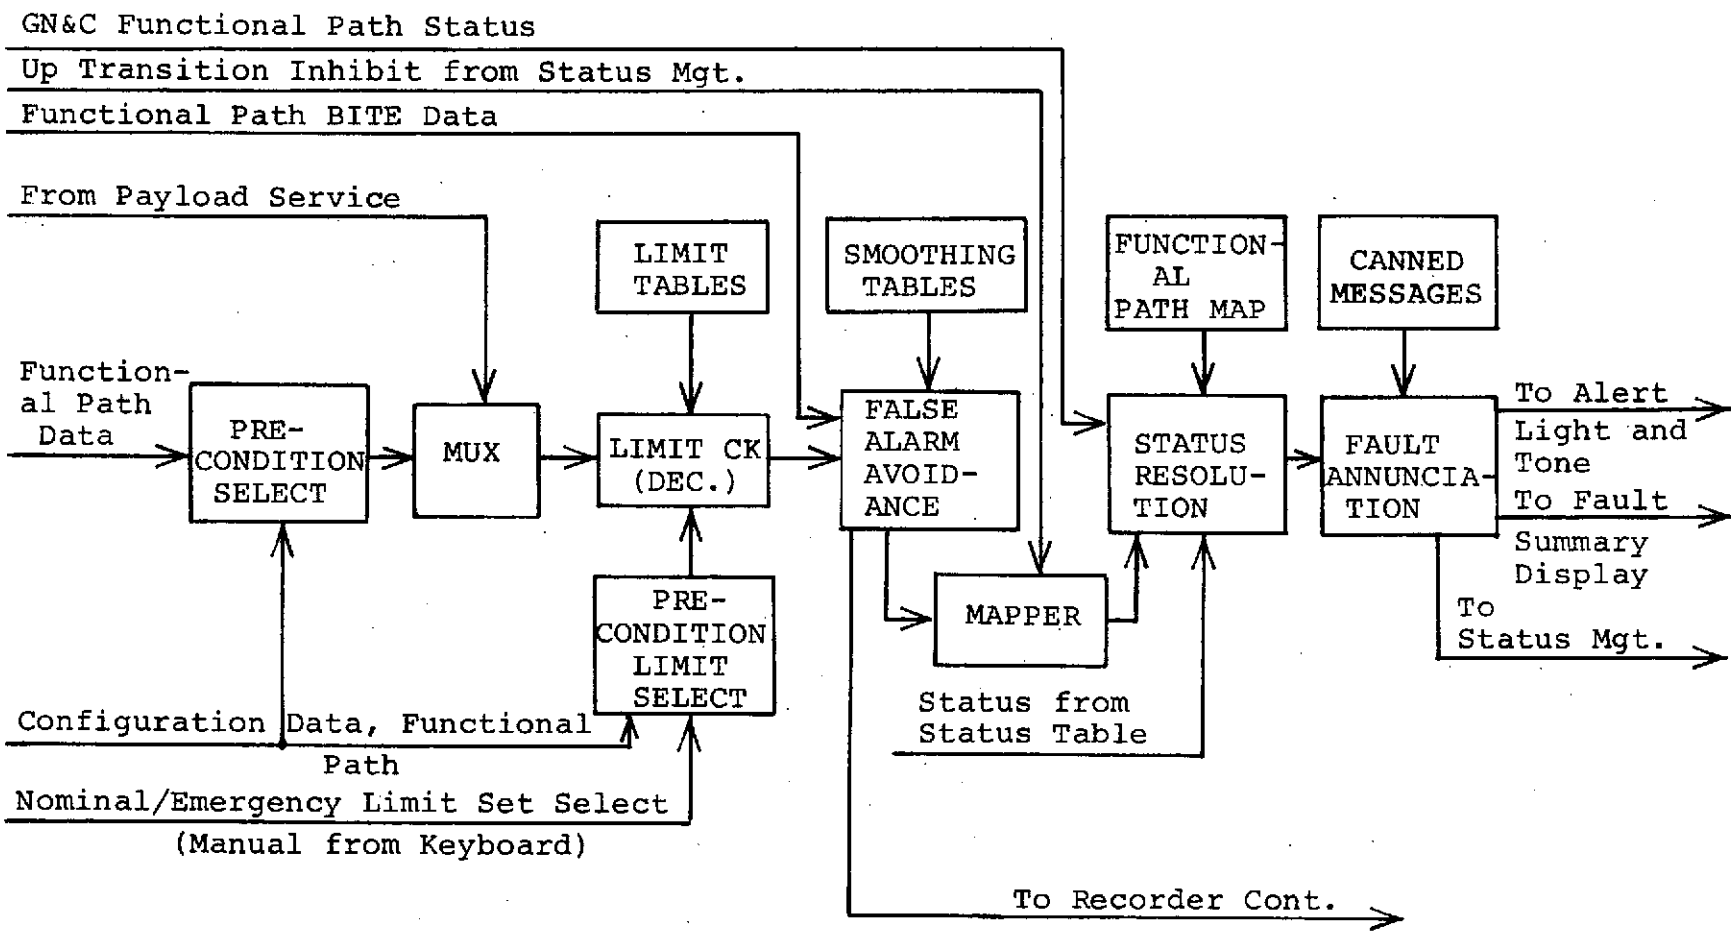 GN&C Functional Path Status
Up Transition Inhibit from Status Mgt.
Functional Path BITE Data
From Payload Service
LIMIT
TABLES
SMOOTHING
TABLES
FUNCTION-
AL
PATH MAP
CANNED
MESSAGES
Function-
al Path
Data
PRE-
CONDITION
SELECT
MUX
LIMIT CK
(DEC.)
FALSE
ALARM
AVOID-
ANCE
STATUS
RESOLU-
TION
FAULT
ANNUNCIA-
TION
To Alert
Light and
Tone
To Fault
Summary
Display
To
Status Mgt.
PRE-
CONDITION
LIMIT
SELECT
MAPPER
Status from
Status Table
Configuration Data, Functional
Path
Nominal/Emergency Limit Set Select
(Manual from Keyboard)
To Recorder Cont.